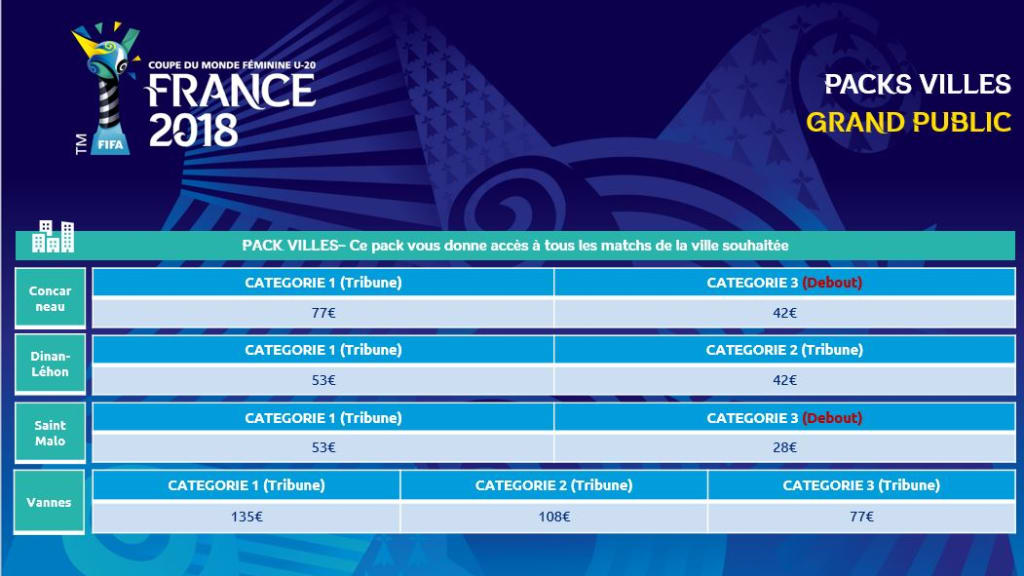 COUPE DU MONDE FÉMININE U-20
FRANCE
2018
TM
FIFA
PACKS VILLES
GRAND PUBLIC
PACK VILLES– Ce pack vous donne accès à tous les matchs de la ville souhaitée
Concar
neau
CATEGORIE 1 (Tribune) CATEGORIE 3 (Debout)
77€ 42€
Dinan-
Léhon
CATEGORIE 1 (Tribune) CATEGORIE 2 (Tribune)
53€ 42€
Saint
Malo
CATEGORIE 1 (Tribune) CATEGORIE 3 (Debout)
53€ 28€
Vannes
CATEGORIE 1 (Tribune) CATEGORIE 2 (Tribune) CATEGORIE 3 (Tribune)
135€ 108€ 77€